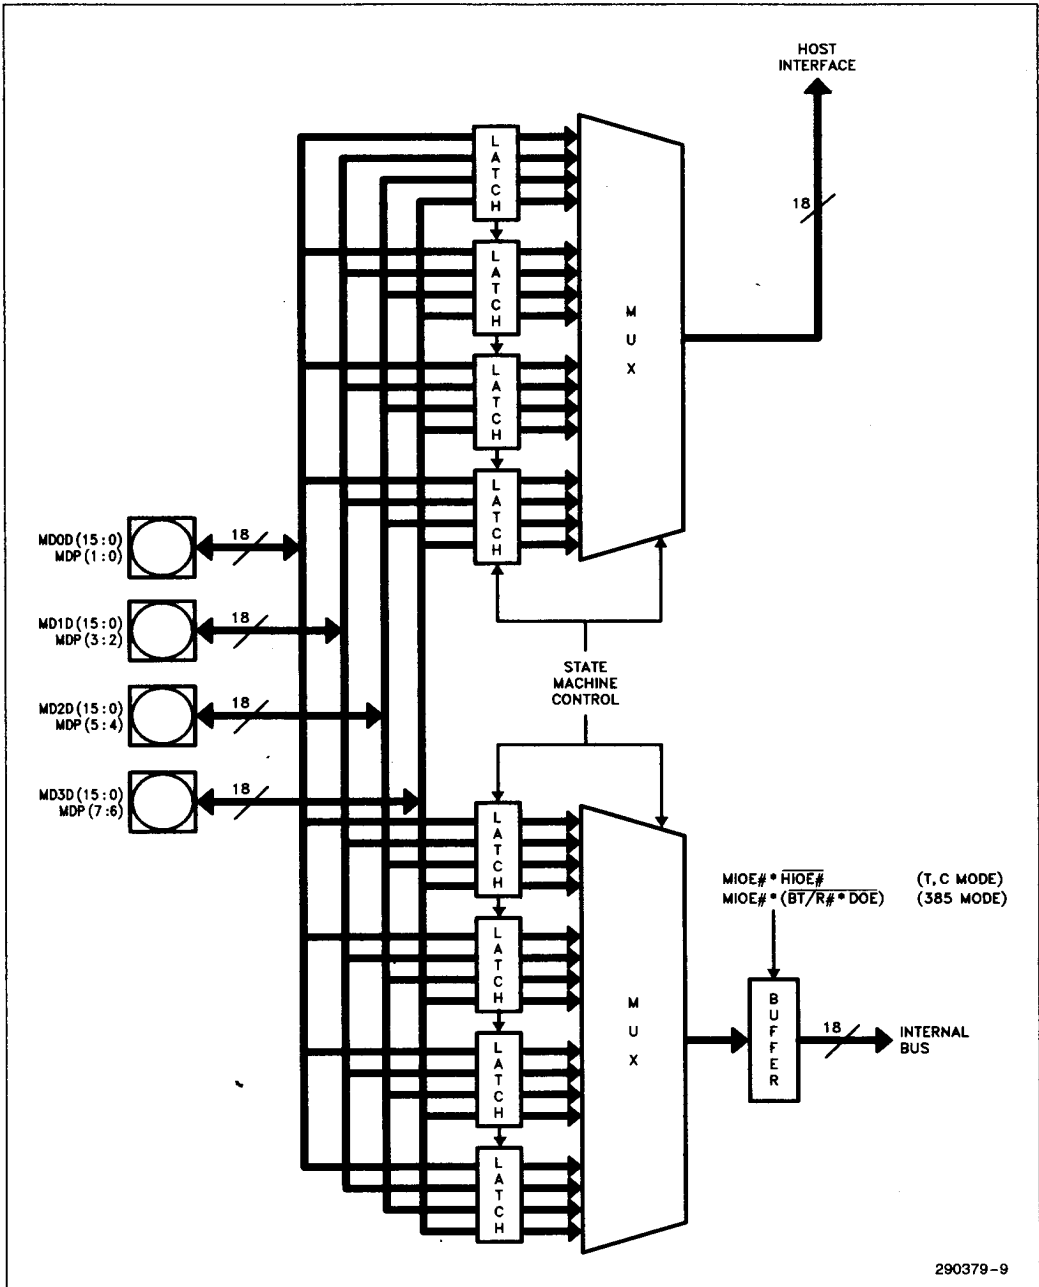 HOST
INTERFACE
L
A
T
C
H
18
L
A
T
C
H
M
U
X
L
A
T
C
H
L
A
T
C
H
MD0D (15:0)
MDP (1:0)
18
MD1D (15:0)
MDP (3:2)
18
STATE
MACHINE
CONTROL
MD2D (15:0)
MDP (5:4)
18
MD3D (15:0)
MDP (7:6)
18
L
A
T
C
H
MIOE# * HIOE# (T, C MODE)
MIOE# * (BT/R# * DOE) (385 MODE)
L
A
T
C
H
M
U
X
BUFFER
18
INTERNAL
BUS
L
A
T
C
H
L
A
T
C
H
290379-9